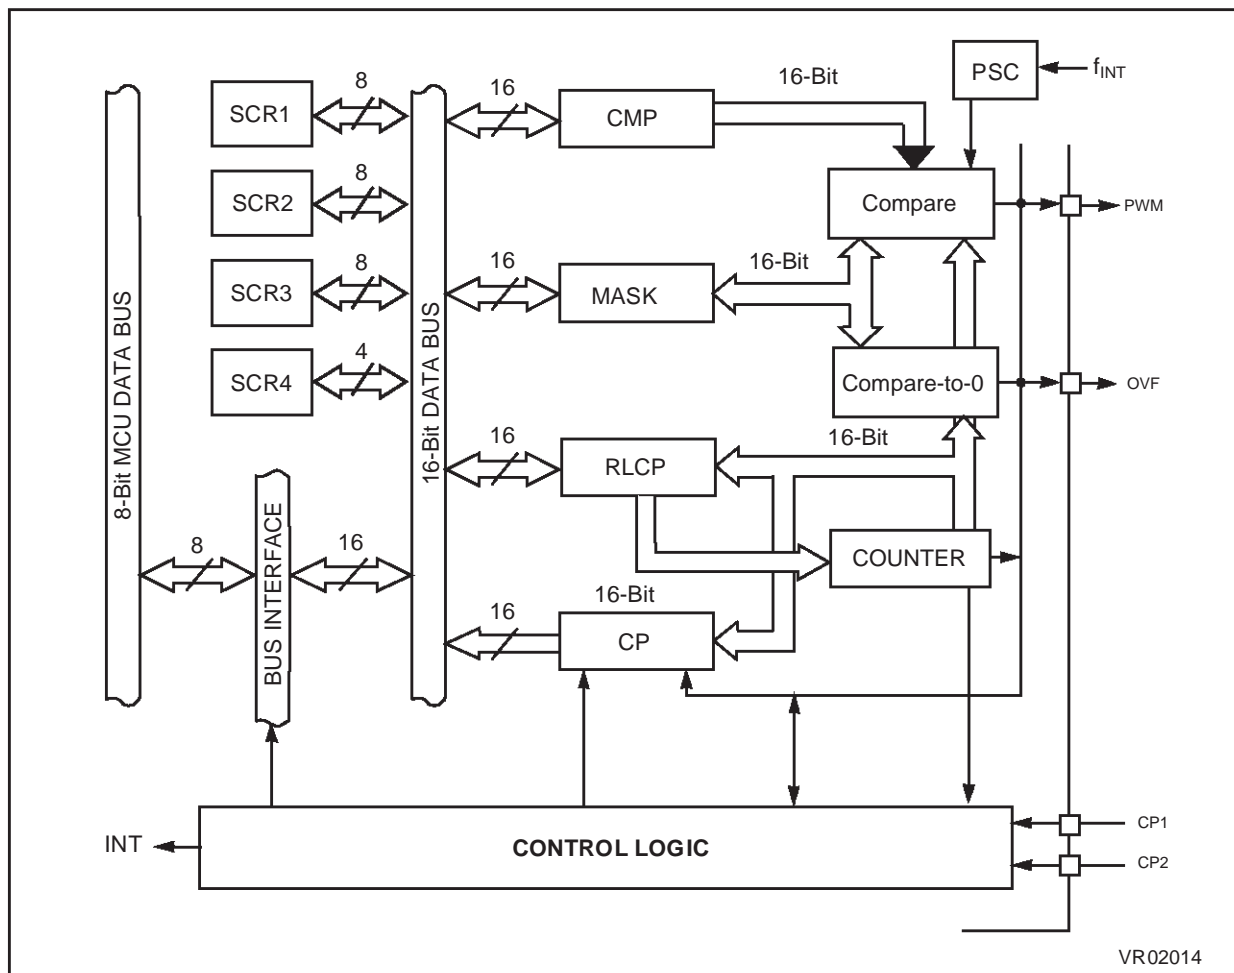 16-Bit
PSC
fINT
8
16
SCR1
CMP
8
SCR2
Compare
PWM
8
16
16-Bit
SCR3
MASK
4
SCR4
Compare-to-0
OVF
8-Bit MCU DATA BUS
16-Bit DATA BUS
16
16-Bit
RLCP
BUS INTERFACE
8
16
COUNTER
16-Bit
16
CP
INT
CONTROL LOGIC
CP1
CP2
VR02014